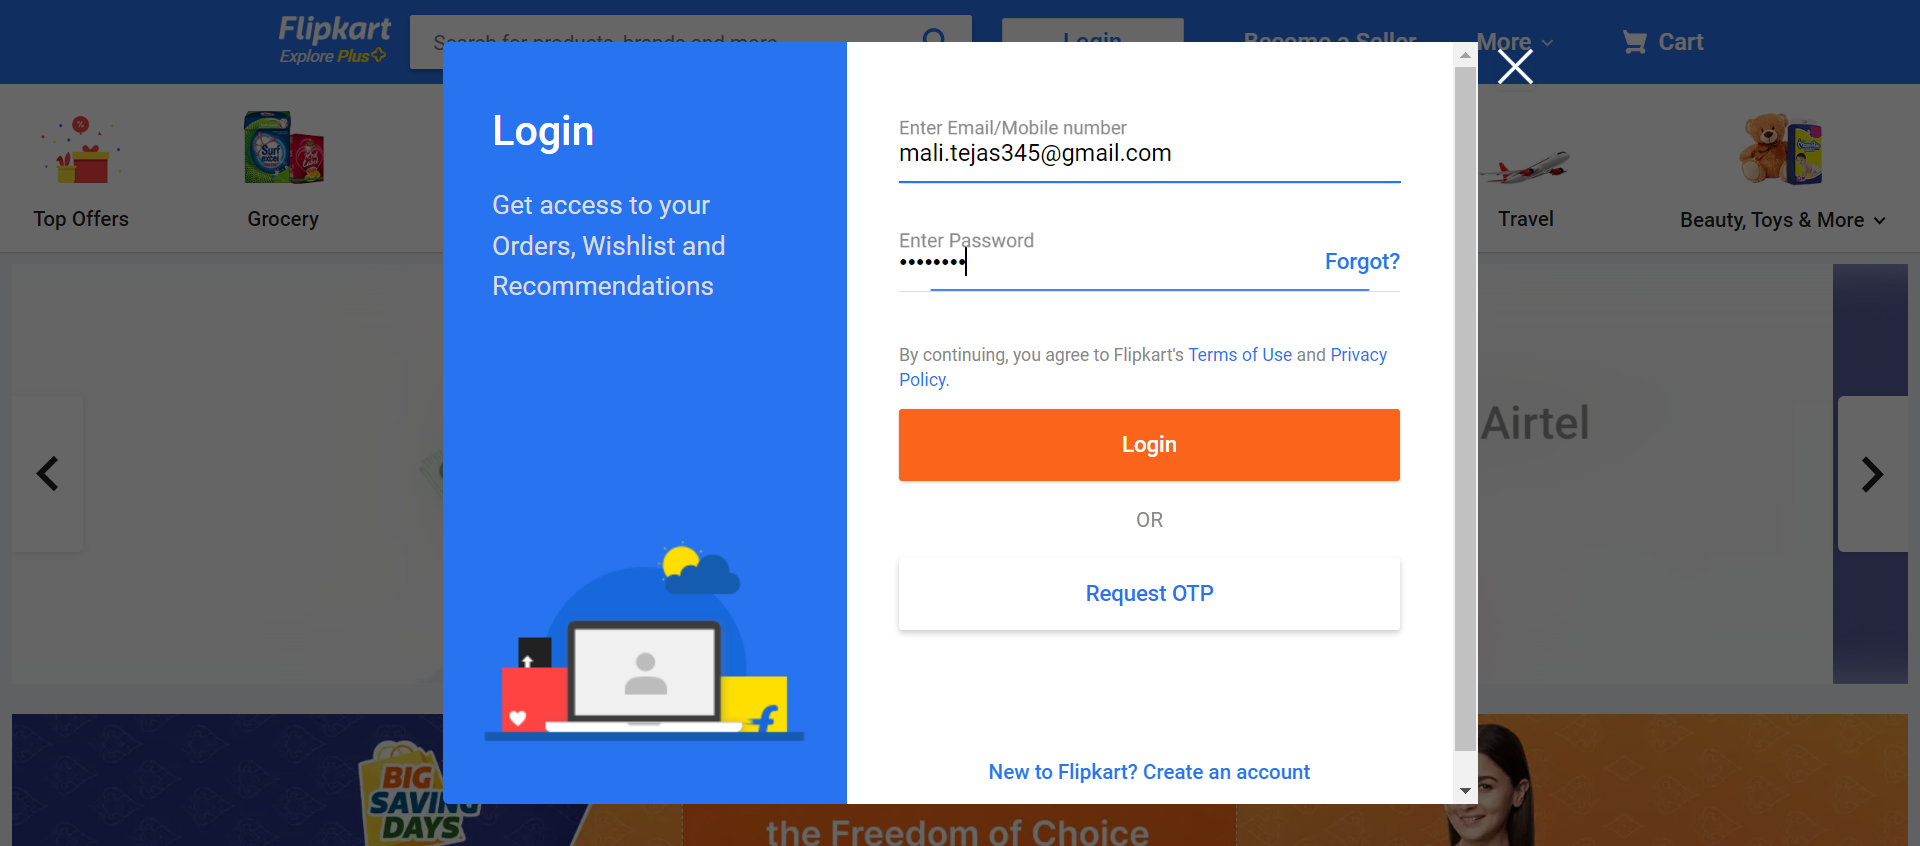 Flipkart
Explore Plus
Search for products, brands and more
Login
Become a Seller
More
Cart
Top Offers
Grocery
Travel
Beauty, Toys & More
Surf excel
Login
Get access to your
Orders, Wishlist and
Recommendations
Enter Email/Mobile number
mali.tejas345@gmail.com
Enter Password
••••••••
Forgot?
By continuing, you agree to Flipkart's Terms of Use and Privacy
Policy.
Login
OR
Request OTP
New to Flipkart? Create an account
Airtel
BIG
SAVING
DAYS
the Freedom of Choice